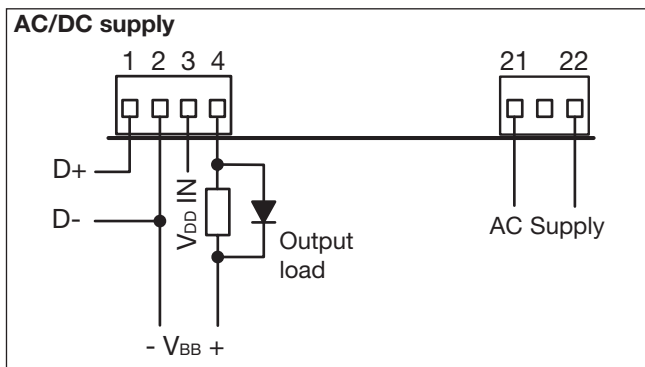 AC/DC supply
1 2 3 4
21 22
D+
D-
VDD IN
Output
load
AC Supply
- VBB +